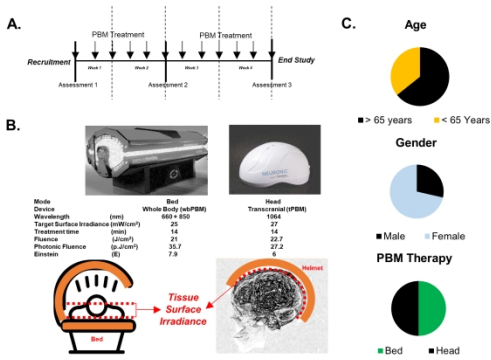 A.
PBM Treatment PBM Treatment
Recruitment Week 1 Week 2 Week 3 Week 4 End Study
Assessment 1 Assessment 2 Assessment 3
B.
NEURONIC
Mode Bed Head
Device Whole Body (wbPBM) Transcranial (tPBM)
Wavelength (nm) 660 + 850 1064
Target Surface Irradiance (mW/cm²) 25 27
Treatment time (min) 14 14
Fluence (J/cm²) 21 22.7
Photonic Fluence (p.J/cm²) 35.7 27.2
Einstein (E) 7.9 6
Helmet
Tissue
Surface
Irradiance
Bed
C.
Age
> 65 years < 65 Years
Gender
Male Female
PBM Therapy
Bed Head